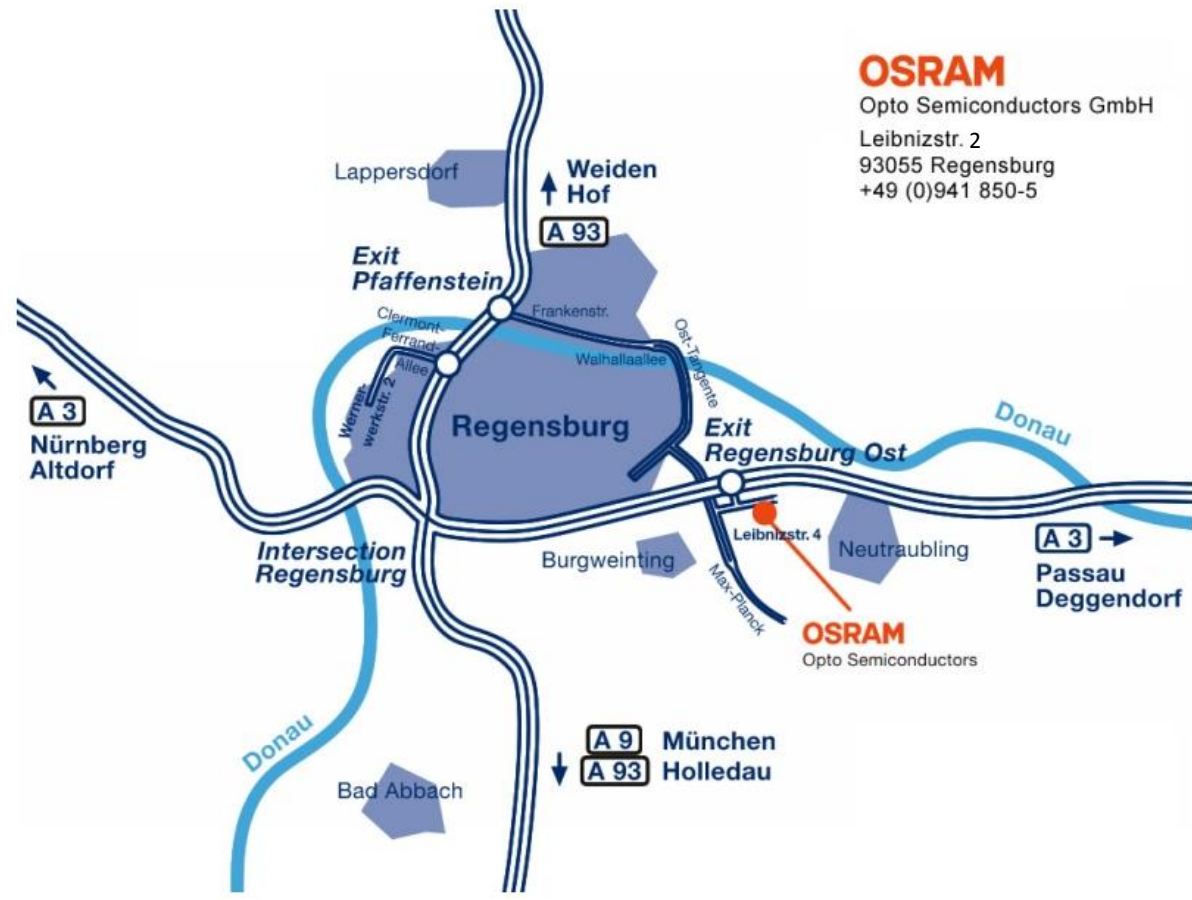 OSRAM
Opto Semiconductors GmbH
Leibnizstr. 2
93055 Regensburg
+49 (0)941 850-5
Lappersdorf
Weiden
Hof
A 93
Exit
Pfaffenstein
Frankenstr.
Clermont-
Ferrand-
Allee
Werner-
werkstr. 2
Walhallaallee
Ost-Tangente
A 3
Nürnberg
Altdorf
Regensburg
Exit
Regensburg Ost
Donau
Intersection
Regensburg
Burgweinting
Leibnizstr. 4
Neutraubling
A 3
Passau
Deggendorf
Max-Planck
OSRAM
Opto Semiconductors
Donau
A 9 München
A 93 Holledau
Bad Abbach